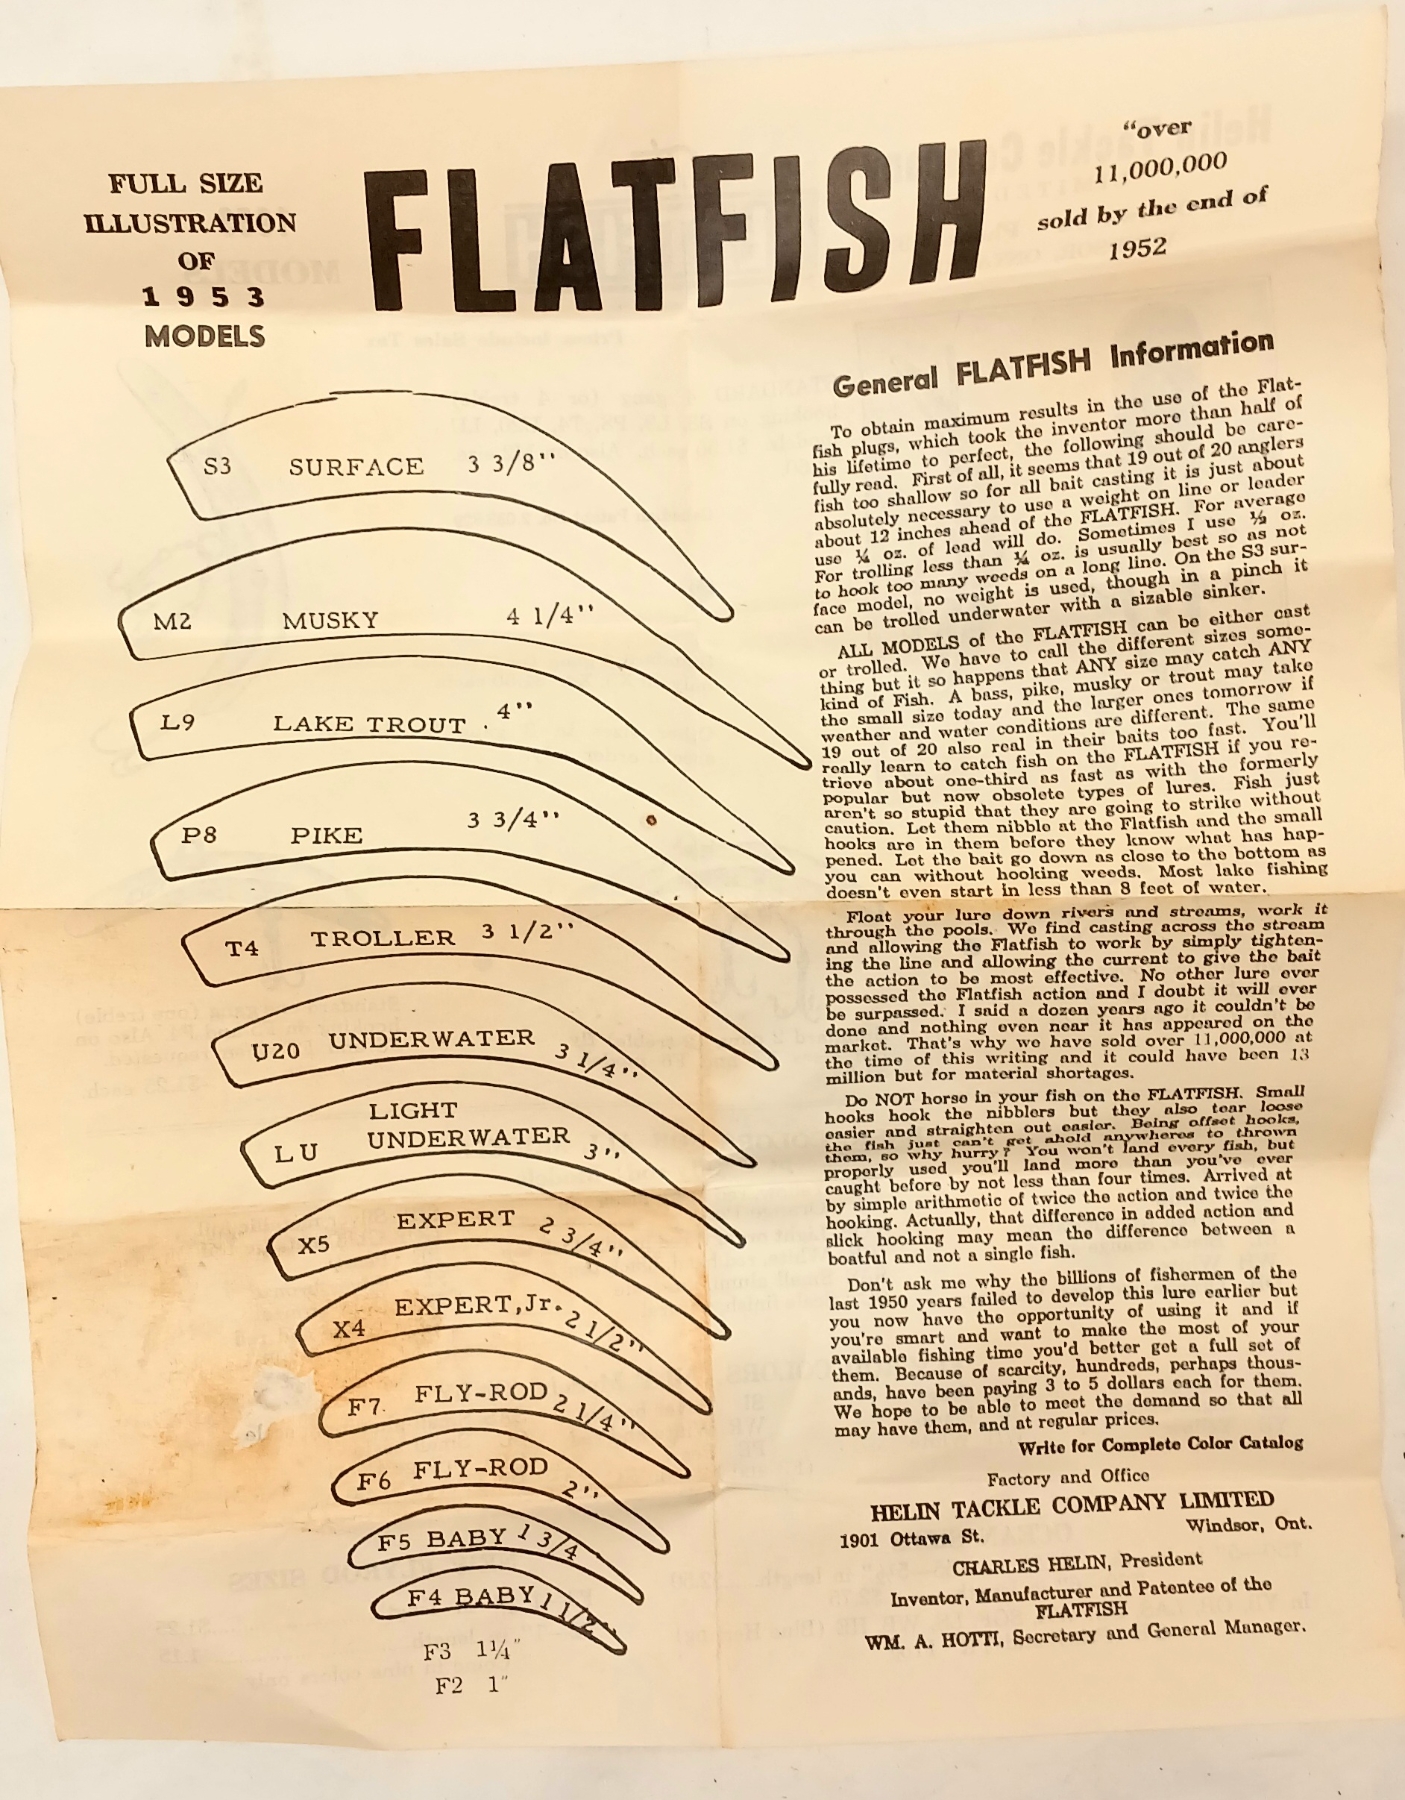 FULL SIZE
ILLUSTRATION
OF
1953
MODELS
FLATFISH
"over
11,000,000
sold by the end of
1952
S3 SURFACE 3 3/8"
M2 MUSKY 4 1/4"
L9 LAKE TROUT . 4"
P8 PIKE 3 3/4"
T4 TROLLER 3 1/2"
U20 UNDERWATER 3 1/4"
LIGHT
LU UNDERWATER 3"
X5 EXPERT 2 3/4"
X4 EXPERT, Jr. 2 1/2"
F7 FLY-ROD 2 1/4"
F6 FLY-ROD 2"
F5 BABY 1 3/4
F4 BABY 1 1/2"
F3 1¼"
F2 1"
General FLATFISH Information
To obtain maximum results in the use of the Flat-
fish plugs, which took the inventor more than half of
his lifetime to perfect, the following should be care-
fully read. First of all, it seems that 19 out of 20 anglers
fish too shallow so for all bait casting it is just about
absolutely necessary to use a weight on line or leader
about 12 inches ahead of the FLATFISH. For average
use ¼ oz. of lead will do. Sometimes I use ½ oz.
For trolling less than ¼ oz. is usually best so as not
to hook too many weeds on a long line. On the S3 sur-
face model, no weight is used, though in a pinch it
can be trolled underwater with a sizable sinker.
ALL MODELS of the FLATFISH can be either cast
or trolled. We have to call the different sizes some-
thing but it so happens that ANY size may catch ANY
kind of Fish. A bass, pike, musky or trout may take
the small size today and the larger ones tomorrow if
weather and water conditions are different. The same
19 out of 20 also reel in their baits too fast. You'll
really learn to catch fish on the FLATFISH if you re-
trieve about one-third as fast as with the formerly
popular but now obsolete types of lures. Fish just
aren't so stupid that they are going to strike without
caution. Let them nibble at the Flatfish and the small
hooks are in them before they know what has hap-
pened. Let the bait go down as close to the bottom as
you can without hooking weeds. Most lake fishing
doesn't even start in less than 8 feet of water.
Float your lure down rivers and streams, work it
through the pools. We find casting across the stream
and allowing the Flatfish to work by simply tighten-
ing the line and allowing the current to give the bait
the action to be most effective. No other lure ever
possessed the Flatfish action and I doubt it will ever
be surpassed. I said a dozen years ago it couldn't be
done and nothing even near it has appeared on the
market. That's why we have sold over 11,000,000 at
the time of this writing and it could have been 13
million but for material shortages.
Do NOT horse in your fish on the FLATFISH. Small
hooks hook the nibblers but they also tear loose
easier and straighten out easier. Being offset hooks,
the fish just can't get ahold anywheres to thrown
them, so why hurry? You won't land every fish, but
properly used you'll land more than you've ever
caught before by not less than four times. Arrived at
by simple arithmetic of twice the action and twice the
hooking. Actually, that difference in added action and
slick hooking may mean the difference between a
boatful and not a single fish.
Don't ask me why the billions of fishermen of the
last 1950 years failed to develop this lure earlier but
you now have the opportunity of using it and if
you're smart and want to make the most of your
available fishing time you'd better get a full set of
them. Because of scarcity, hundreds, perhaps thous-
ands, have been paying 3 to 5 dollars each for them.
We hope to be able to meet the demand so that all
may have them, and at regular prices.
Write for Complete Color Catalog
Factory and Office
HELIN TACKLE COMPANY LIMITED
1901 Ottawa St. Windsor, Ont.
CHARLES HELIN, President
Inventor, Manufacturer and Patentee of the
FLATFISH
WM. A. HOTTI, Secretary and General Manager.